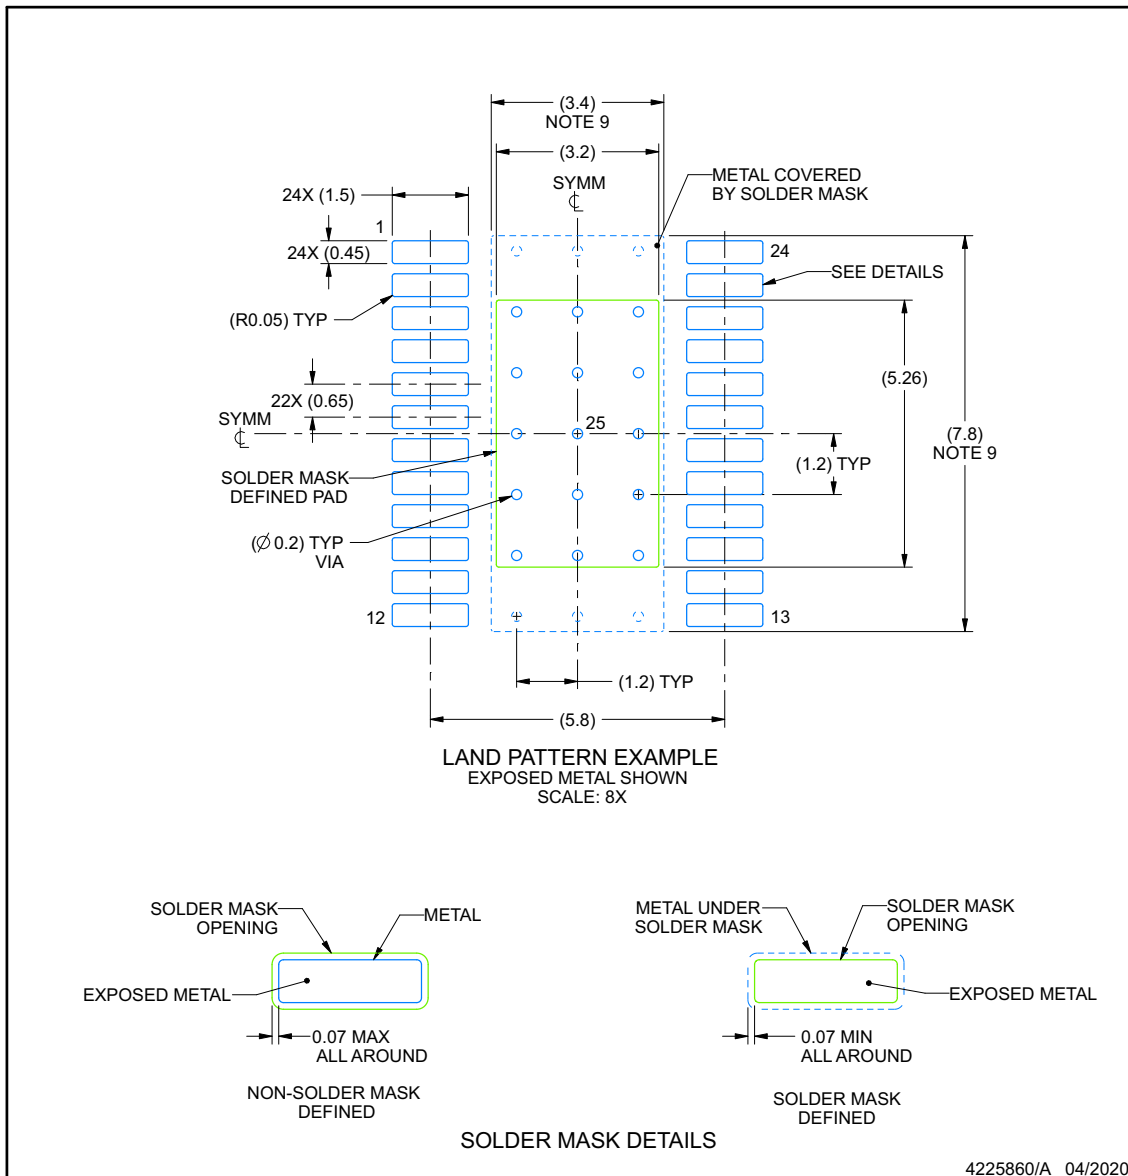 (3.4)
NOTE 9
(3.2)
SYMM
℄
METAL COVERED
BY SOLDER MASK
24X (1.5)
1
24X (0.45)
24
SEE DETAILS
(R0.05) TYP
(5.26)
22X (0.65)
SYMM
℄
25
(7.8)
NOTE 9
(1.2) TYP
SOLDER MASK
DEFINED PAD
(Ø 0.2) TYP
VIA
12
13
(1.2) TYP
(5.8)
LAND PATTERN EXAMPLE
EXPOSED METAL SHOWN
SCALE: 8X
SOLDER MASK
OPENING
METAL
EXPOSED METAL
0.07 MAX
ALL AROUND
NON-SOLDER MASK
DEFINED
METAL UNDER
SOLDER MASK
SOLDER MASK
OPENING
EXPOSED METAL
0.07 MIN
ALL AROUND
SOLDER MASK
DEFINED
SOLDER MASK DETAILS
4225860/A 04/2020